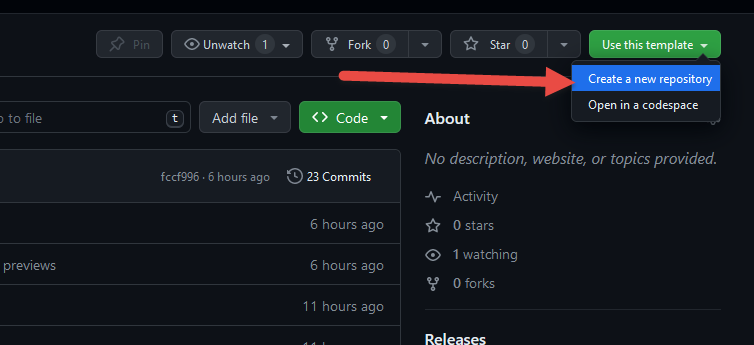 Pin
Unwatch 1
Fork 0
Star 0
Use this template
Create a new repository
Open in a codespace
to file
t
Add file
Code
About
No description, website, or topics provided.
fccf996 · 6 hours ago
23 Commits
6 hours ago
previews
6 hours ago
11 hours ago
Activity
0 stars
1 watching
0 forks
Releases